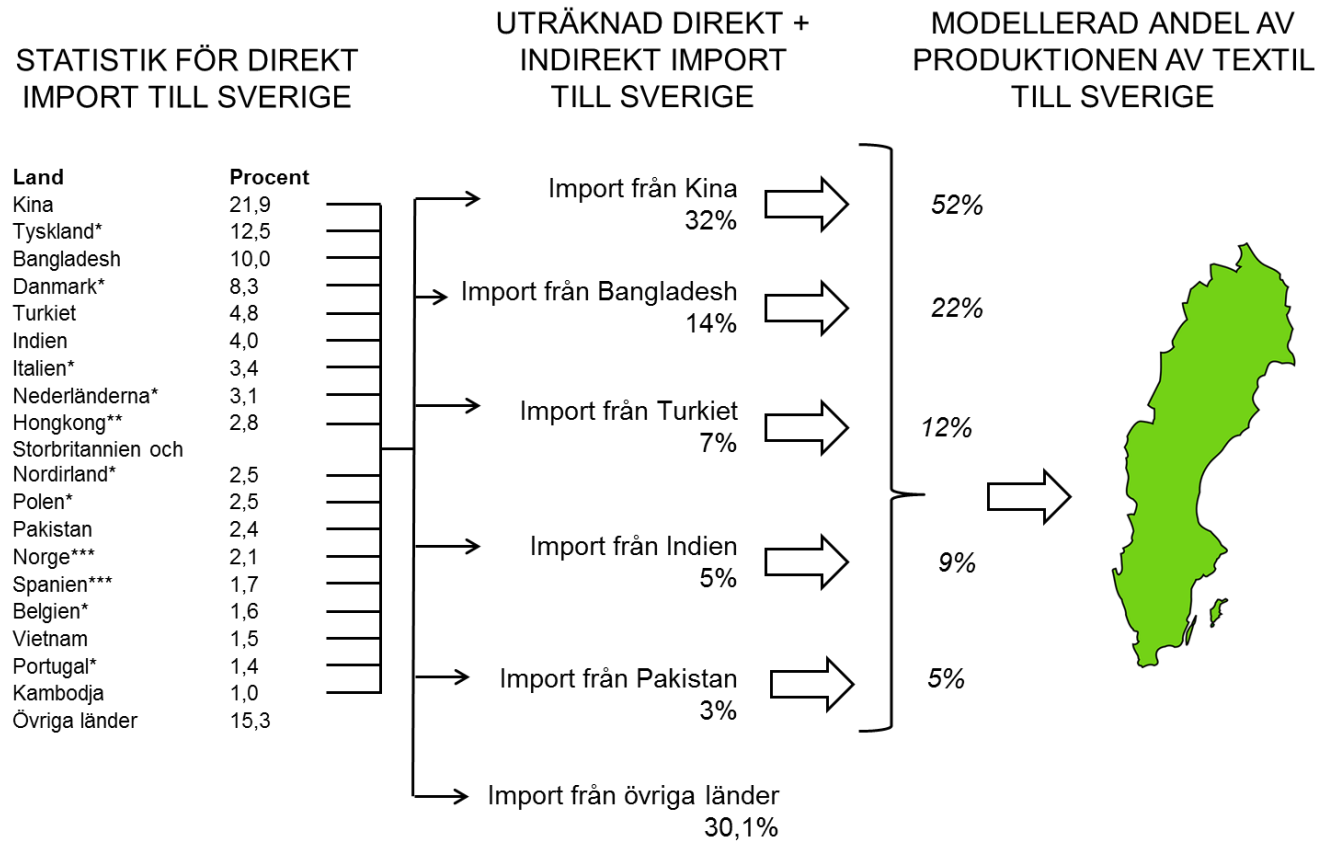 STATISTIK FÖR DIREKT
IMPORT TILL SVERIGE
UTRÄKNAD DIREKT +
INDIREKT IMPORT
TILL SVERIGE
MODELLERAD ANDEL AV
PRODUKTIONEN AV TEXTIL
TILL SVERIGE
Land Procent
Kina 21,9
Tyskland* 12,5
Bangladesh 10,0
Danmark* 8,3
Turkiet 4,8
Indien 4,0
Italien* 3,4
Nederländerna* 3,1
Hongkong** 2,8
Storbritannien och
Nordirland* 2,5
Polen* 2,5
Pakistan 2,4
Norge*** 2,1
Spanien*** 1,7
Belgien* 1,6
Vietnam 1,5
Portugal* 1,4
Kambodja 1,0
Övriga länder 15,3
Import från Kina
32%
Import från Bangladesh
14%
Import från Turkiet
7%
Import från Indien
5%
Import från Pakistan
3%
Import från övriga länder
30,1%
52%
22%
12%
9%
5%